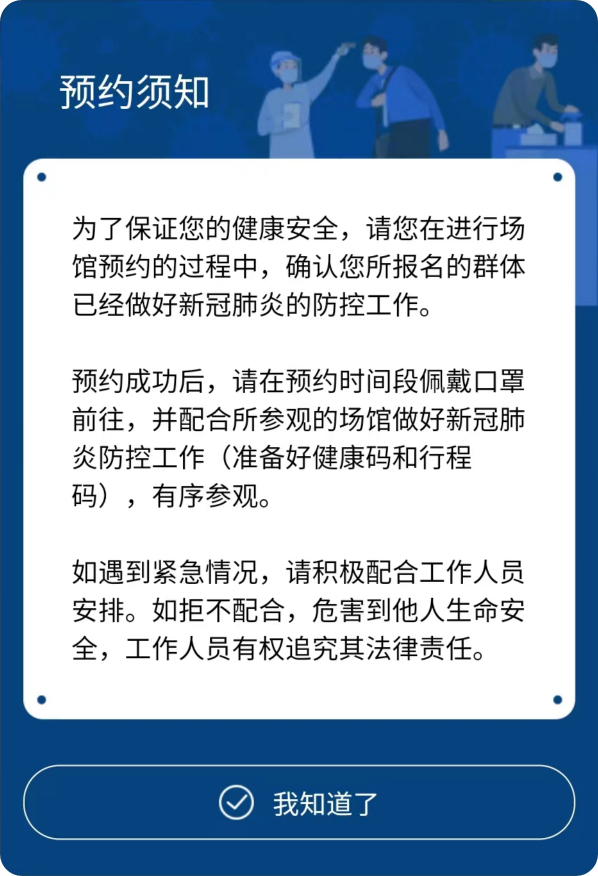 预约须知
为了保证您的健康安全，请您在进行场
馆预约的过程中，确认您所报名的群体
已经做好新冠肺炎的防控工作。
预约成功后，请在预约时间段佩戴口罩
前往，并配合所参观的场馆做好新冠肺
炎防控工作（准备好健康码和行程
码），有序参观。
如遇到紧急情况，请积极配合工作人员
安排。如拒不配合，危害到他人生命安
全，工作人员有权追究其法律责任。
我知道了